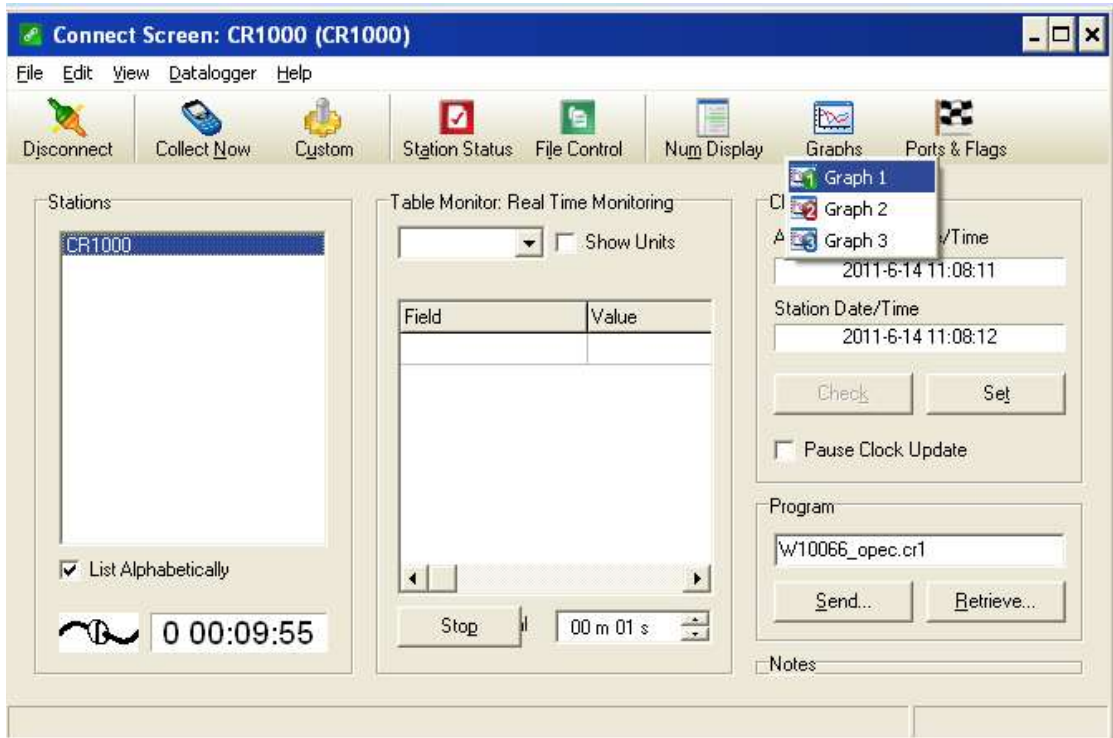 Connect Screen: CR1000 (CR1000)
File Edit View Datalogger Help
Disconnect Collect Now Custom Station Status File Control Num Display Graphs Ports & Flags
Graph 1
Graph 2
Graph 3
Stations
CR1000
List Alphabetically
0 00:09:55
Table Monitor: Real Time Monitoring
Show Units
Field Value
Stop
00 m 01 s
/Time
2011-6-14 11:08:11
Station Date/Time
2011-6-14 11:08:12
Check Set
Pause Clock Update
Program
W10066_opec.cr1
Send... Retrieve...
Notes